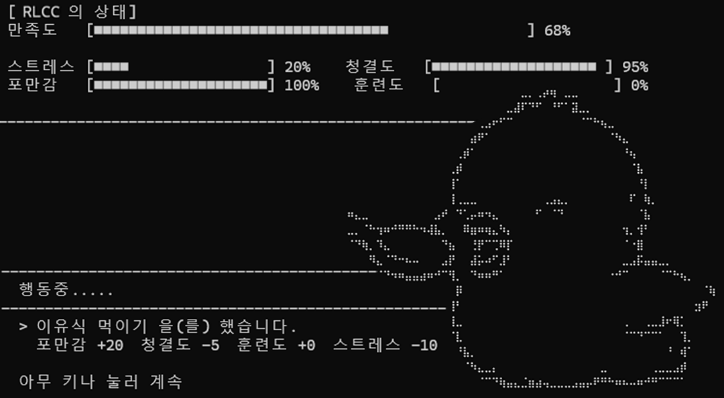 [ RLCC 의 상태]
만족도 [■■■■■■■■■■■■■■■■■■■■■■■■■■■■■■■■■■ ] 68%
스트레스 [■■■■ ] 20% 청결도 [■■■■■■■■■■■■■■■■■■■ ] 95%
포만감 [■■■■■■■■■■■■■■■■■■■■] 100% 훈련도 [ ] 0%
행동중.....
> 이유식 먹이기 을(를) 했습니다.
포만감 +20 청결도 -5 훈련도 +0 스트레스 -10
아무 키나 눌러 계속